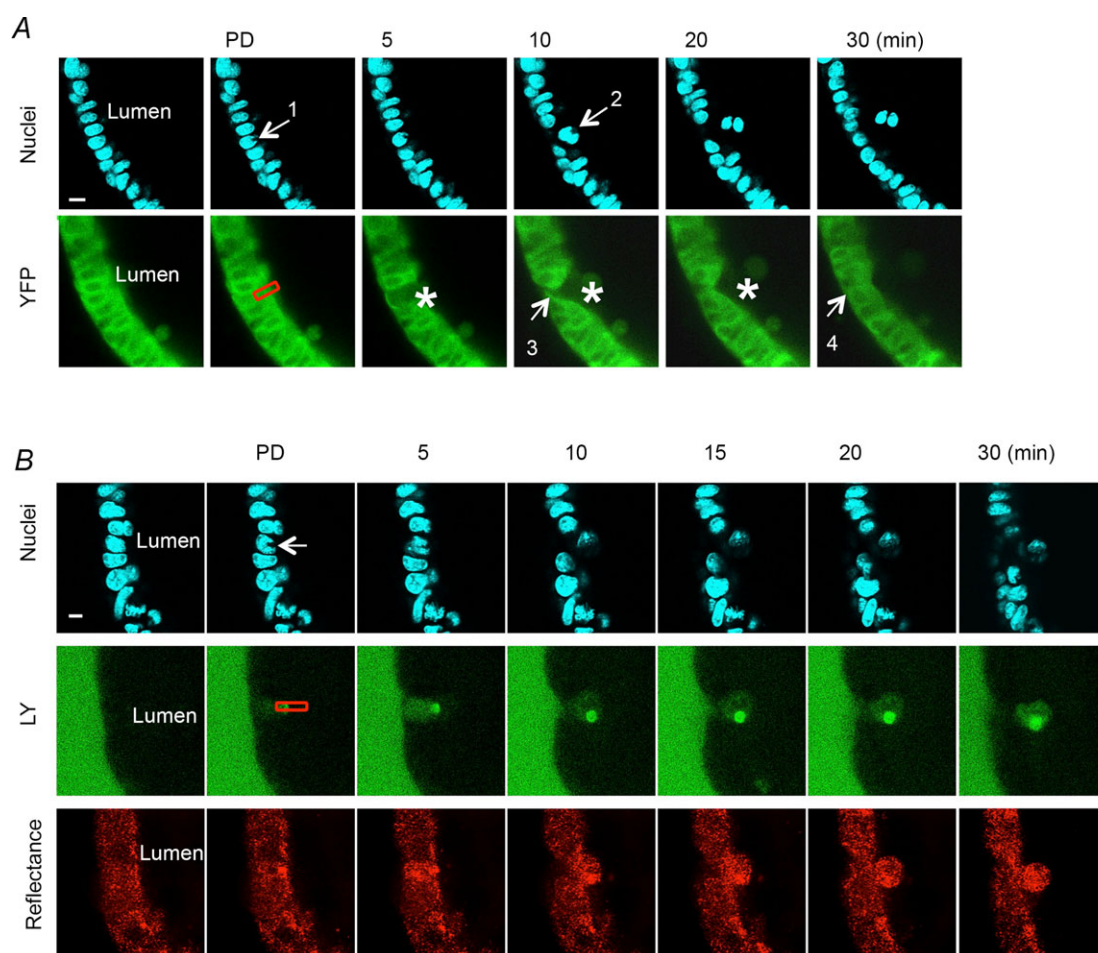 A
PD 5 10 20 30 (min)
Nuclei
Lumen
1
2
YFP
Lumen
*
*
*
3
4
B
PD 5 10 15 20 30 (min)
Nuclei
Lumen
LY
Lumen
Reflectance
Lumen